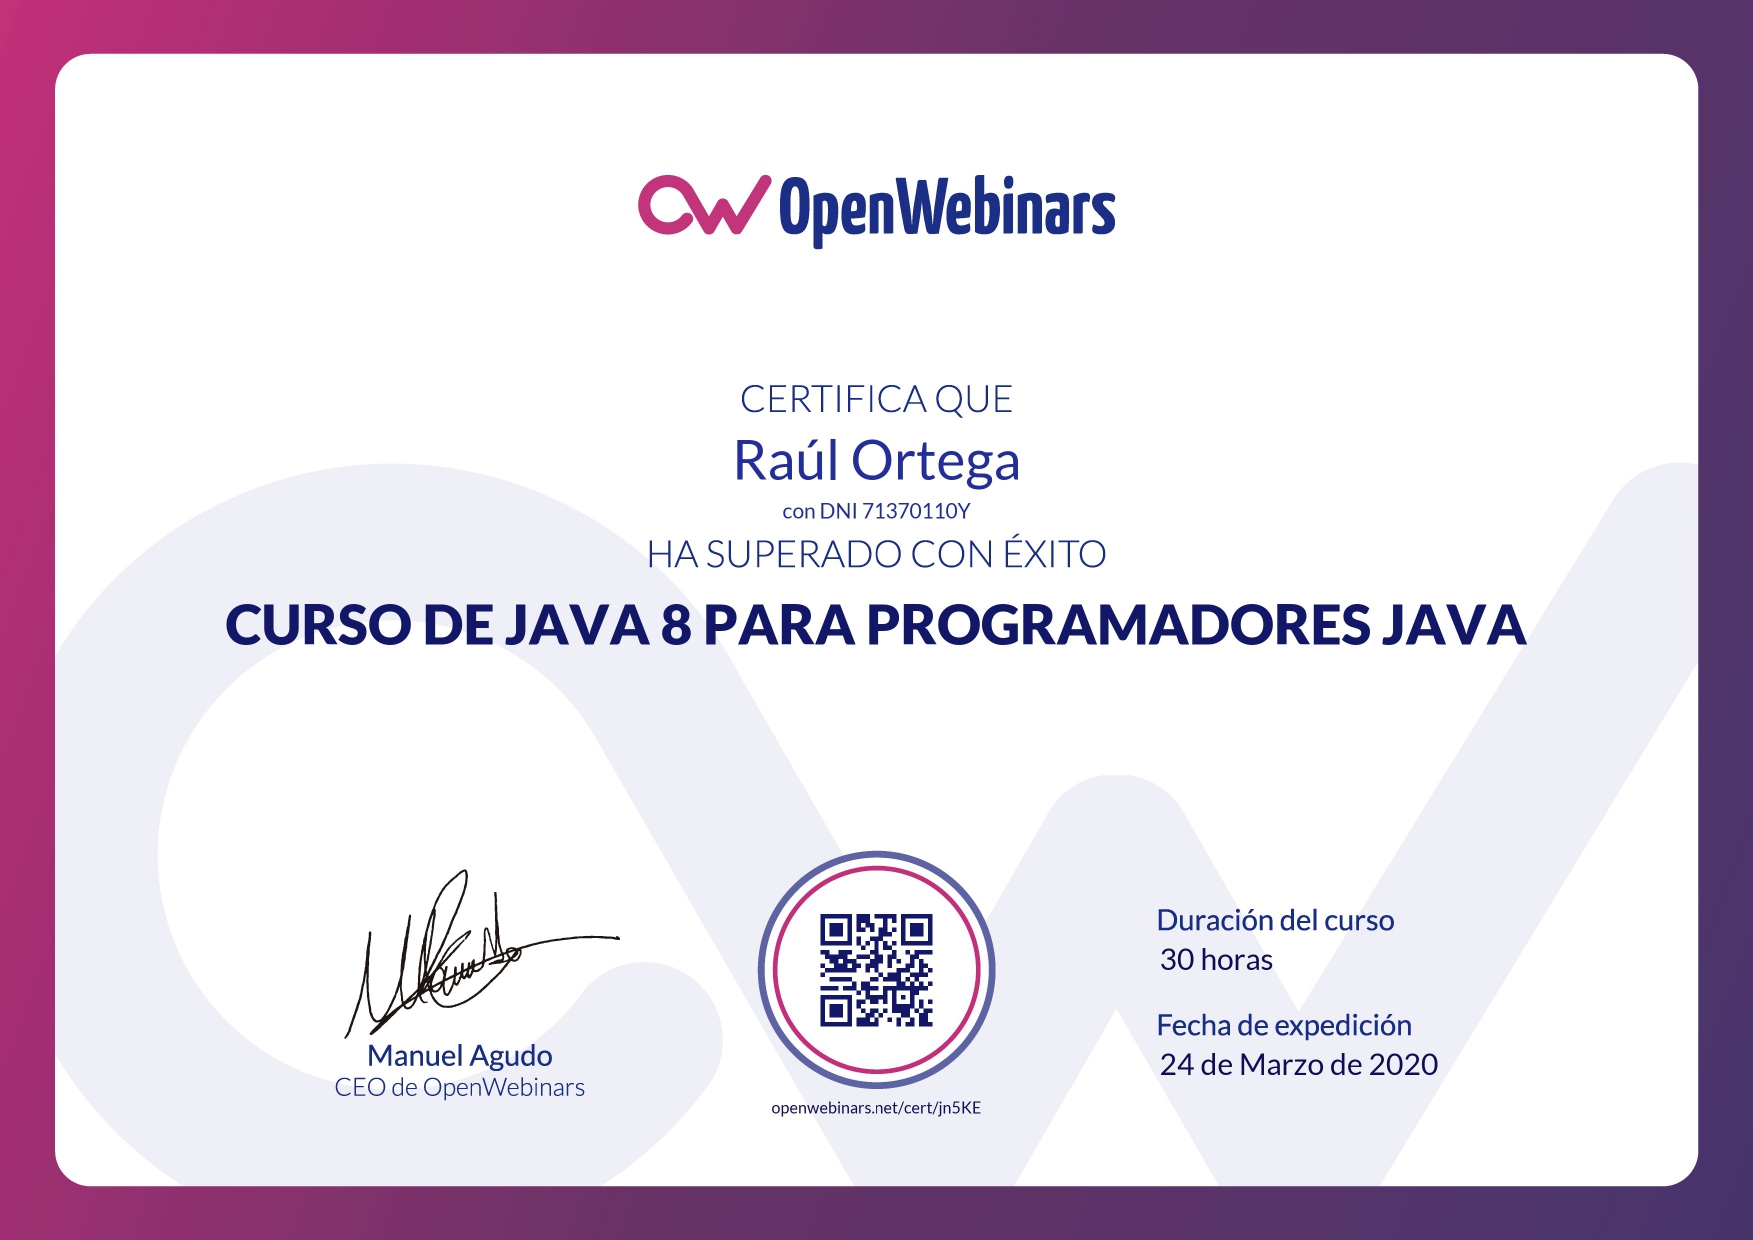 OpenWebinars
CERTIFICA QUE
Raúl Ortega
con DNI 71370110Y
HA SUPERADO CON ÉXITO
CURSO DE JAVA 8 PARA PROGRAMADORES JAVA
Manuel Agudo
CEO de OpenWebinars
openwebinars.net/cert/jn5KE
Duración del curso
30 horas
Fecha de expedición
24 de Marzo de 2020